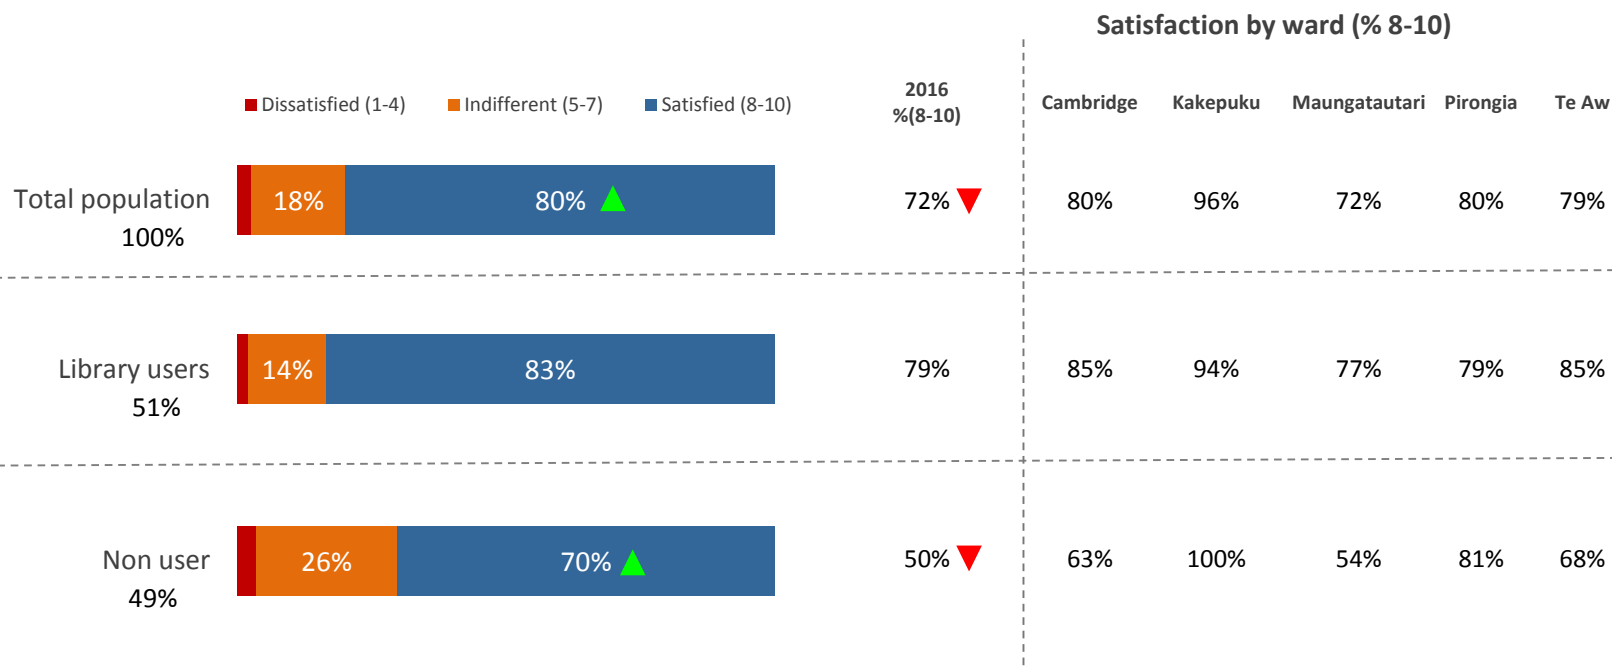 Satisfaction by ward (% 8-10)
Dissatisfied (1-4) Indifferent (5-7) Satisfied (8-10)
2016
%(8-10)
Cambridge Kakepuku Maungatautari Pirongia Te Aw
Total population
100%
18% 80% 72% 80% 96% 72% 80% 79%
Library users
51%
14% 83% 79% 85% 94% 77% 79% 85%
Non user
49%
26% 70% 50% 63% 100% 54% 81% 68%